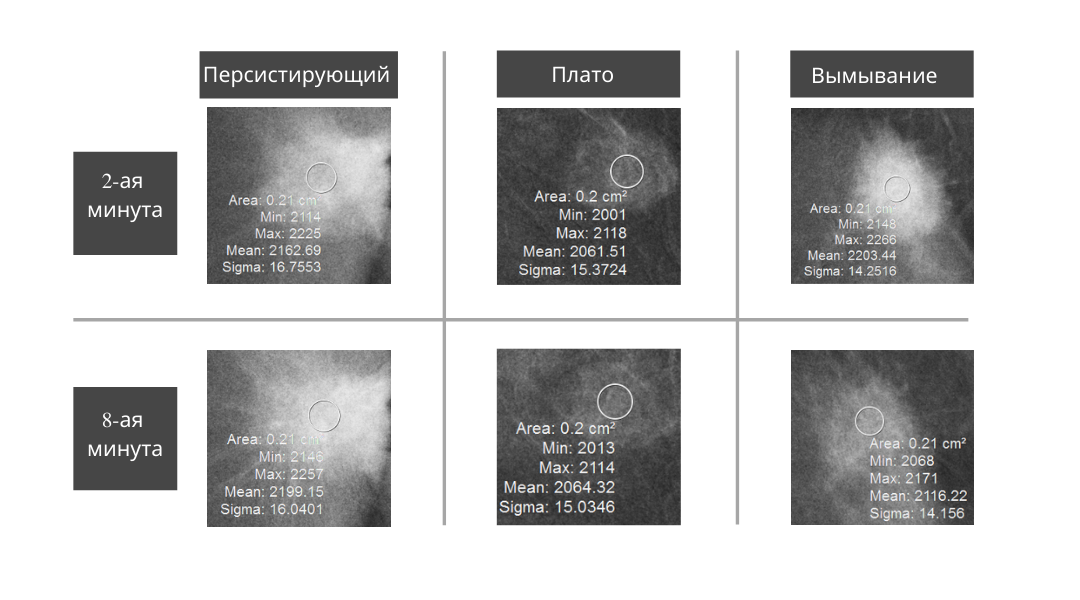 Персистирующий
Плато
Вымывание
2-ая
минута
Area: 0.21 cm²
Min: 2114
Max: 2225
Mean: 2162.69
Sigma: 16.7553
Area: 0.2 cm²
Min: 2001
Max: 2118
Mean: 2061.51
Sigma: 15.3724
Area: 0.21 cm²
Min: 2148
Max: 2266
Mean: 2203.44
Sigma: 14.2516
8-ая
минута
Area: 0.21 cm²
Min: 2146
Max: 2257
Mean: 2199.15
Sigma: 16.0401
Area: 0.2 cm²
Min: 2013
Max: 2114
Mean: 2064.32
Sigma: 15.0346
Area: 0.21 cm²
Min: 2068
Max: 2171
Mean: 2116.22
Sigma: 14.156